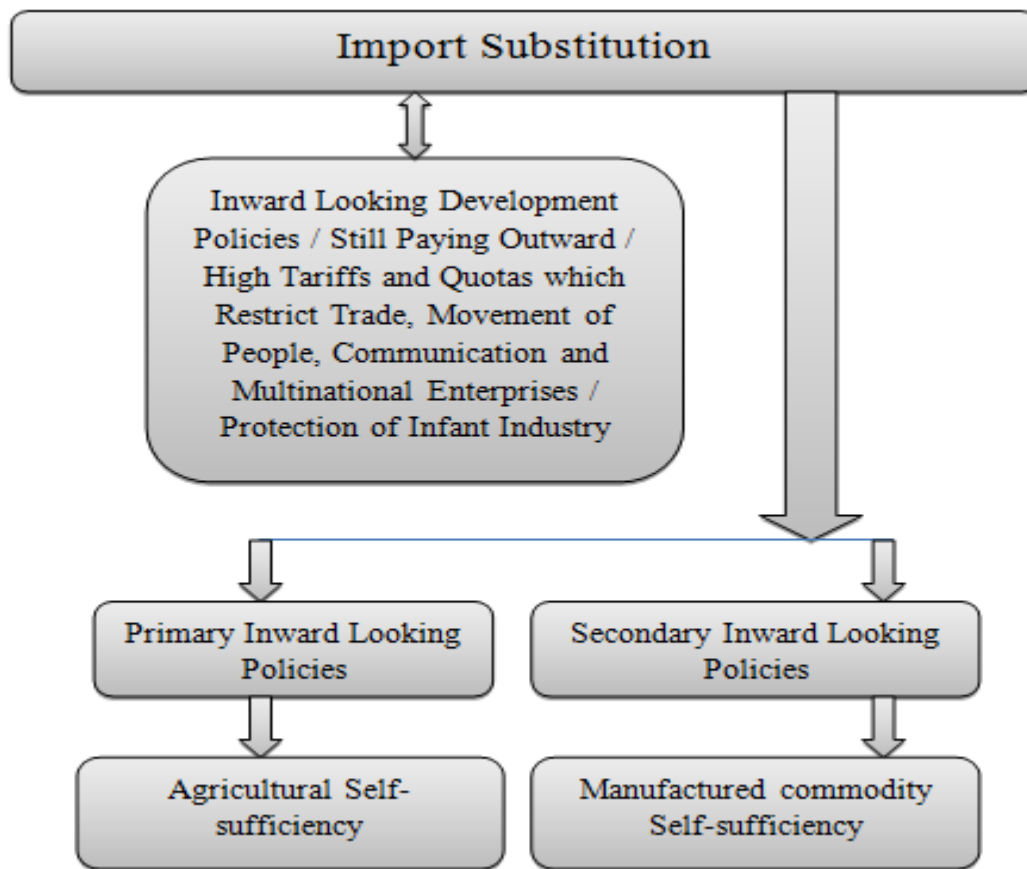 Import Substitution
Inward Looking Development
Policies / Still Paying Outward /
High Tariffs and Quotas which
Restrict Trade, Movement of
People, Communication and
Multinational Enterprises /
Protection of Infant Industry
Primary Inward Looking
Policies
Secondary Inward Looking
Policies
Agricultural Self-
sufficiency
Manufactured commodity
Self-sufficiency